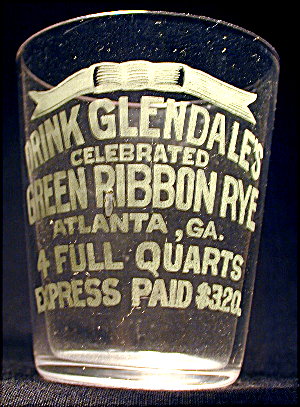 DRINK GLENDALE'S
CELEBRATED
GREEN RIBBON RYE
ATLANTA, GA.
4 FULL QUARTS
EXPRESS PAID $3.20.